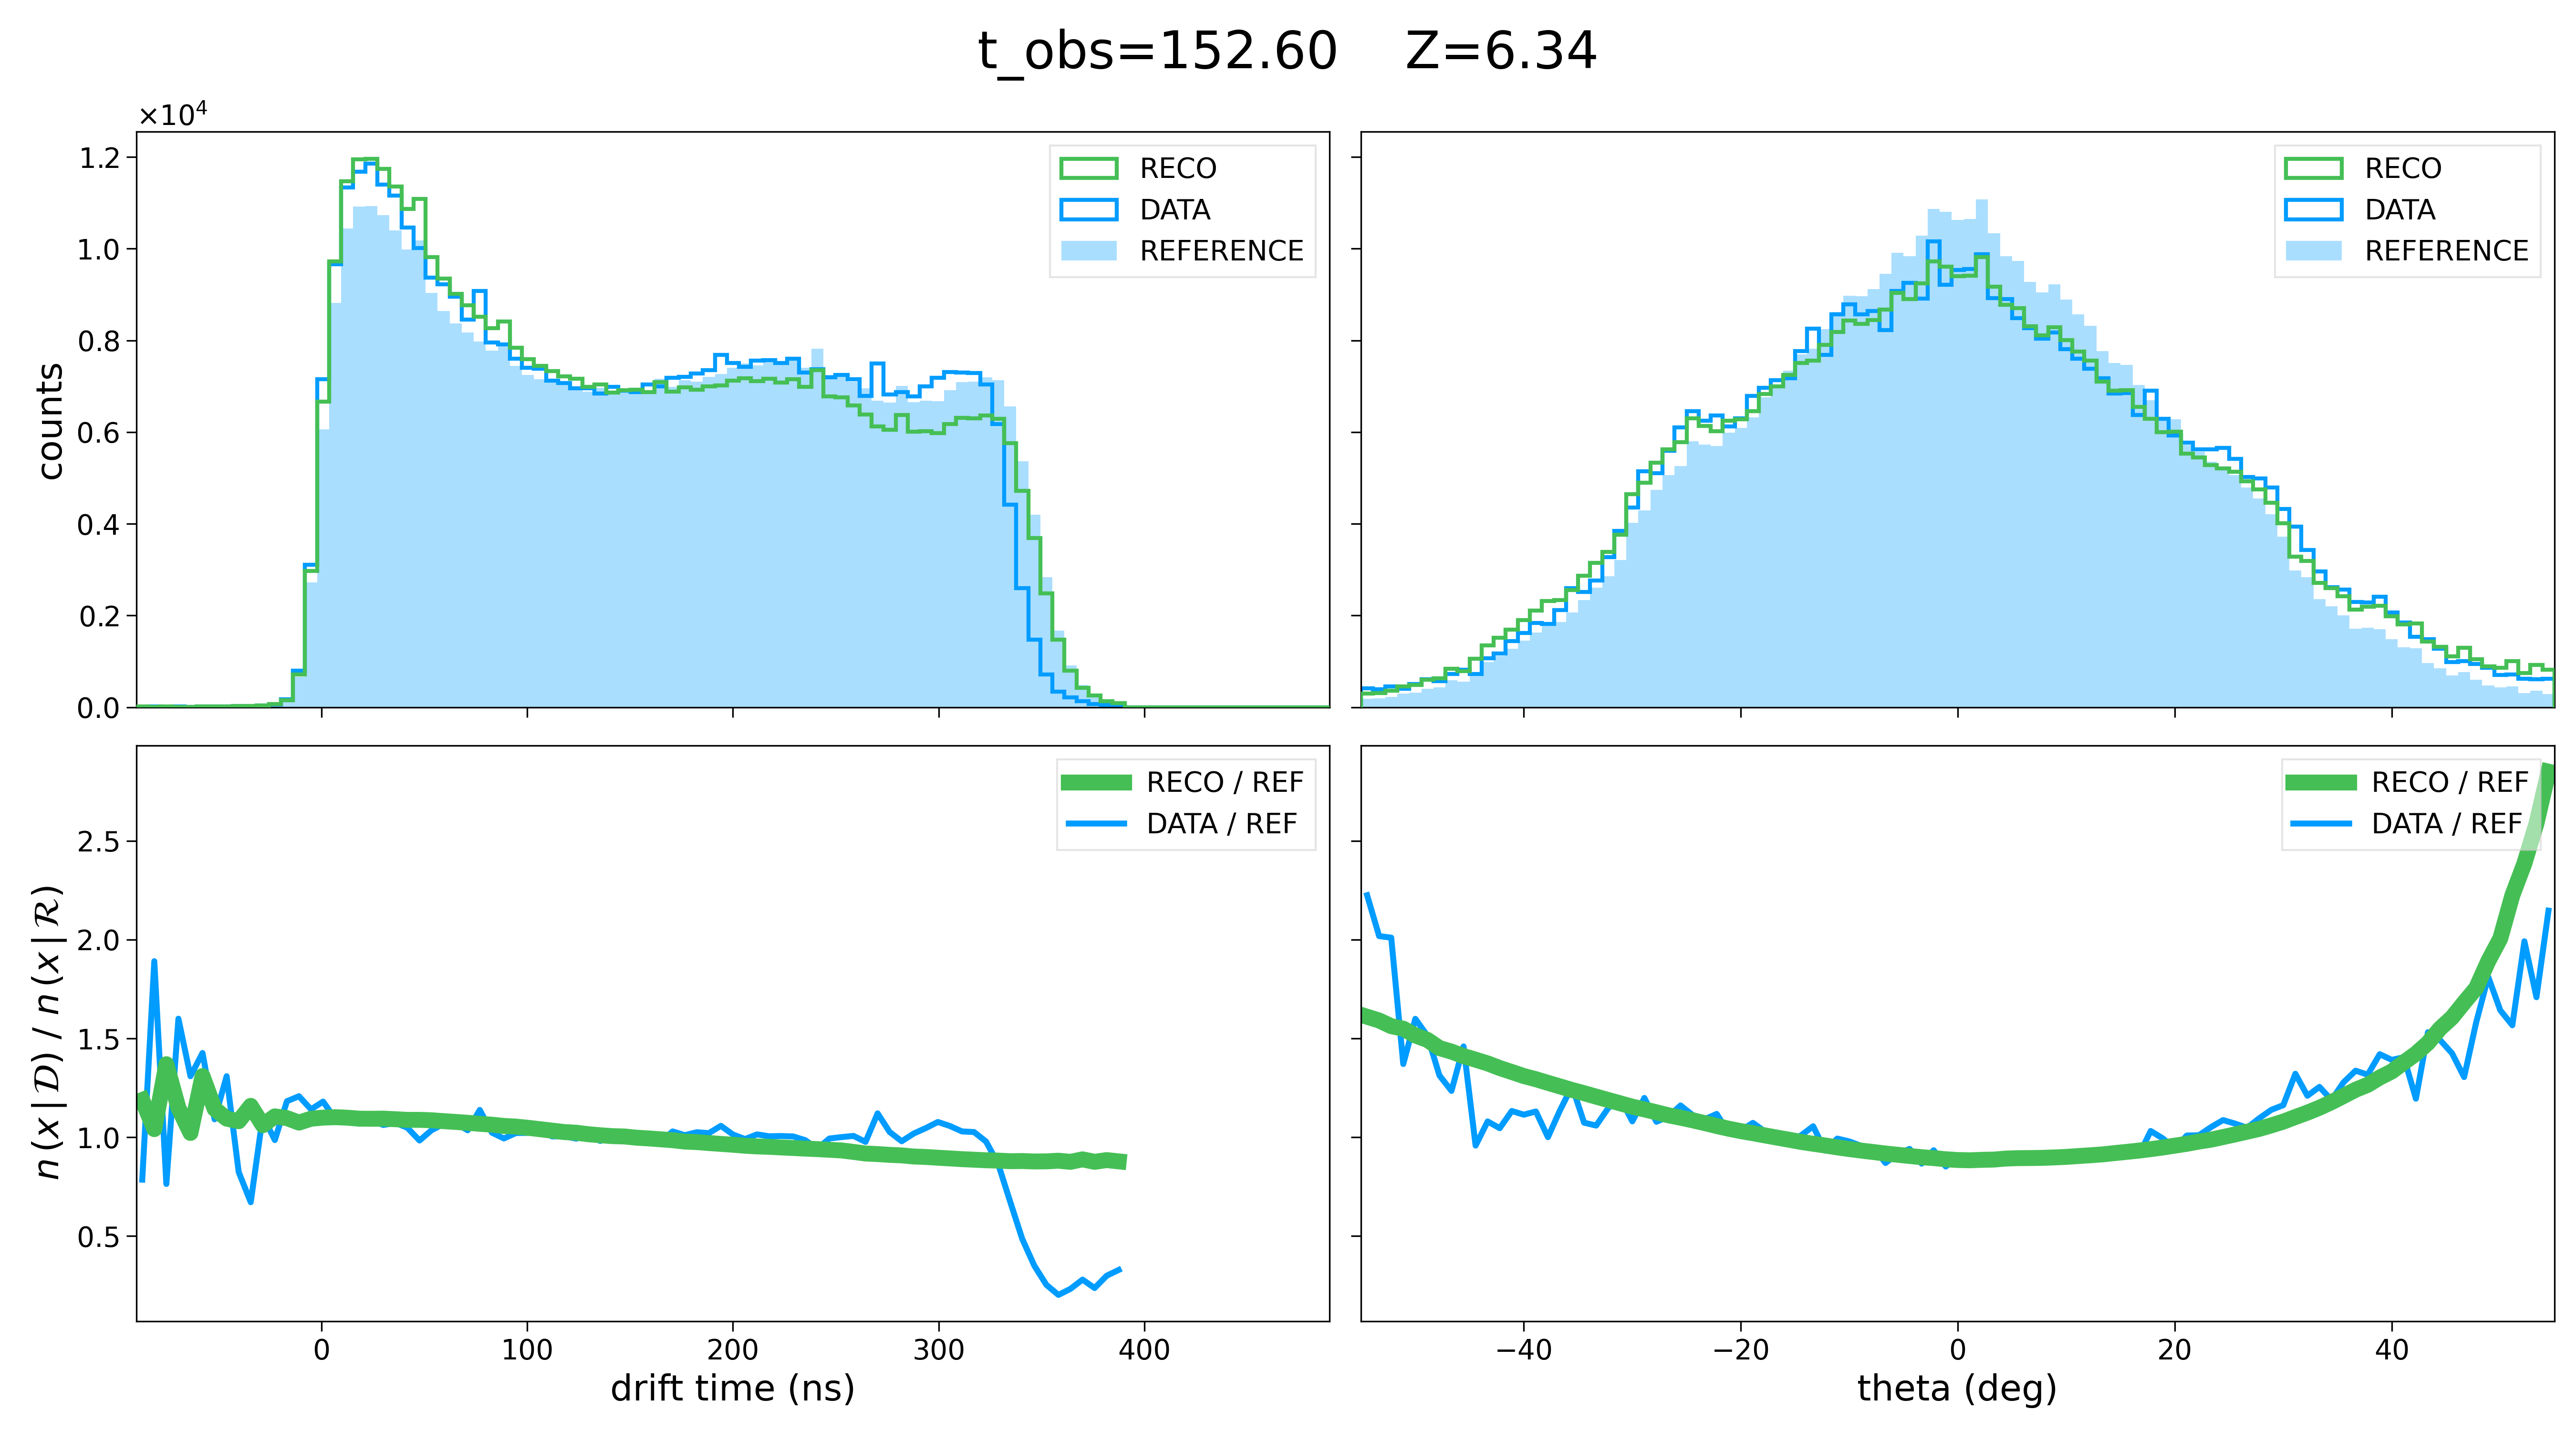 t_obs=152.60 Z=6.34
×10⁴
1.2
1.0
0.8
0.6
0.4
0.2
0.0
counts
RECO
DATA
REFERENCE
RECO
DATA
REFERENCE
2.5
2.0
1.5
1.0
0.5
n(x|𝒟) / n(x|ℛ)
RECO / REF
DATA / REF
RECO / REF
DATA / REF
0 100 200 300 400
drift time (ns)
−40 −20 0 20 40
theta (deg)